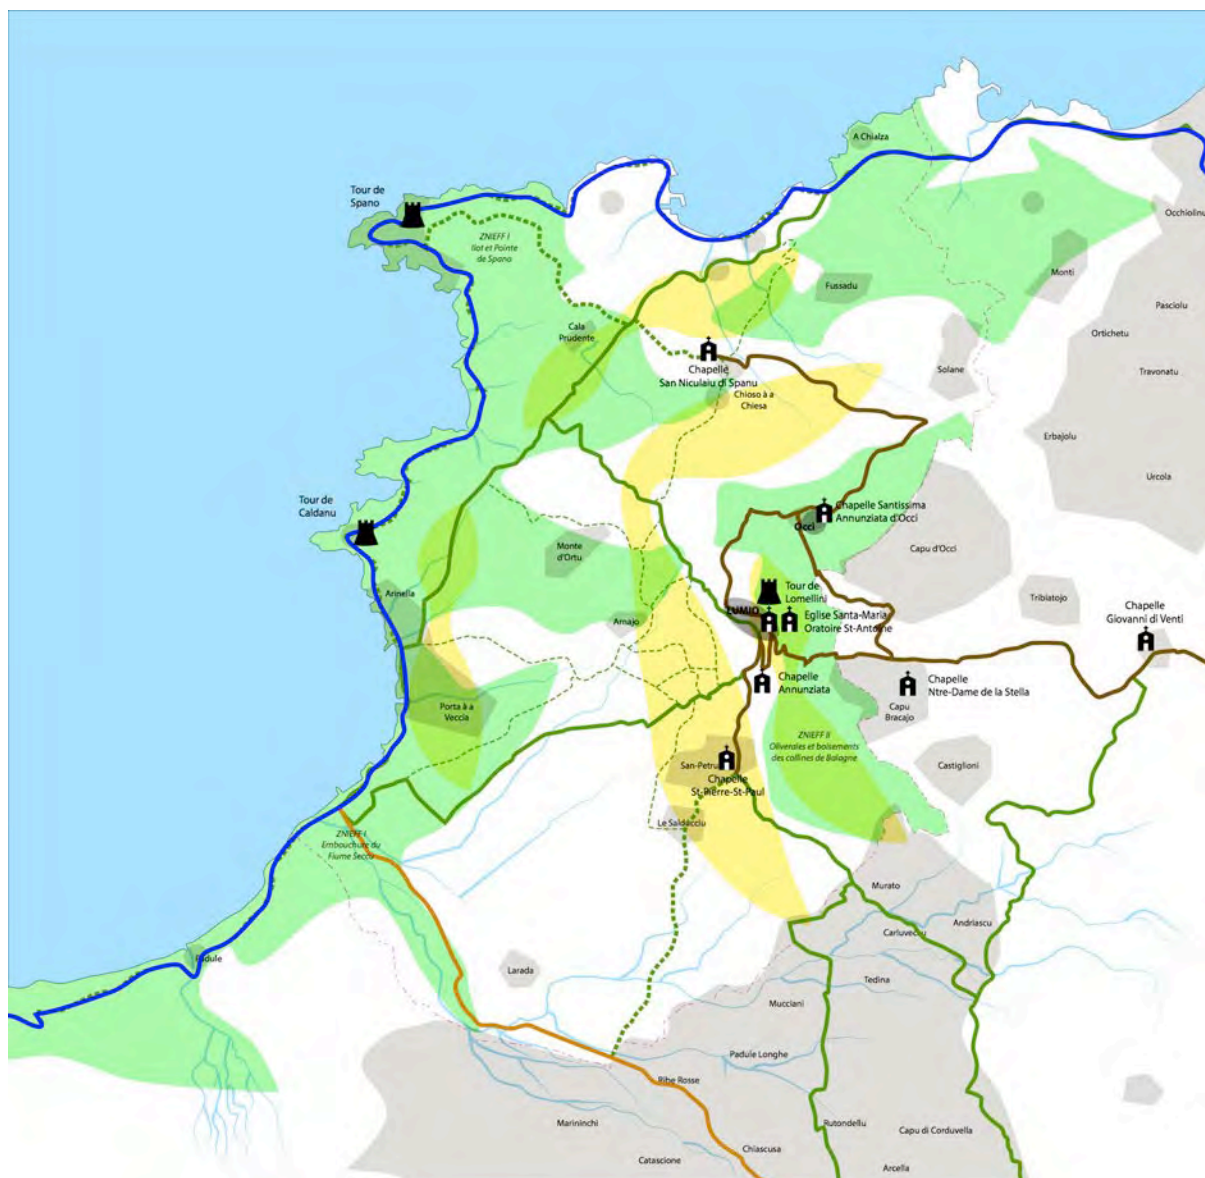 A Chialza
Tour de
Spano
Occhiolinu
ZNIEFF I
Ilot et Pointe
de Spano
Monti
Fussadu
Pasciolu
Cala
Prudente
Ortichetu
Chapelle
San Niculaiu di Spanu
Solane
Travonatu
Chioso à a
Chiesa
Erbajolu
Urcola
Tour de
Caldanu
Chapelle Santissima
Annunziata d'Occi
Occi
Monte
d'Ortu
Capu d'Occi
Arinella
Tour de
Lomellini
Tribiatojo
LUMIO
Amajo
Eglise Santa-Maria
Oratoire St-Antoine
Chapelle
Giovanni di Venti
Chapelle
Annunziata
Chapelle
Ntre-Dame de la Stella
Porta à a
Veccia
Capu
Bracajo
ZNIEFF II
Oliveraies et boisements
des collines de Balagne
San-Petru
Chapelle
St-Pierre-St-Paul
Castiglioni
Le Salducciu
ZNIEFF I
Embouchure du
Fiume Seccu
Murato
Andriascu
Carluvecchu
Padule
Larada
Tedina
Mucciani
Padule Longhe
Ribe Rosse
Marininchi
Rutondellu
Capu di Corduvella
Chiascusa
Catascione
Arcella